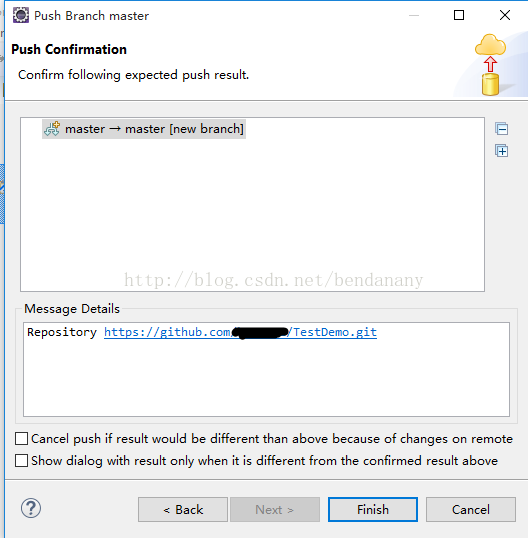 Push Branch master
Push Confirmation
Confirm following expected push result.
master → master [new branch]
http://blog.csdn.net/bendanany
Message Details
Repository https://github.com/ /TestDemo.git
Cancel push if result would be different than above because of changes on remote
Show dialog with result only when it is different from the confirmed result above
?
< Back
Next >
Finish
Cancel